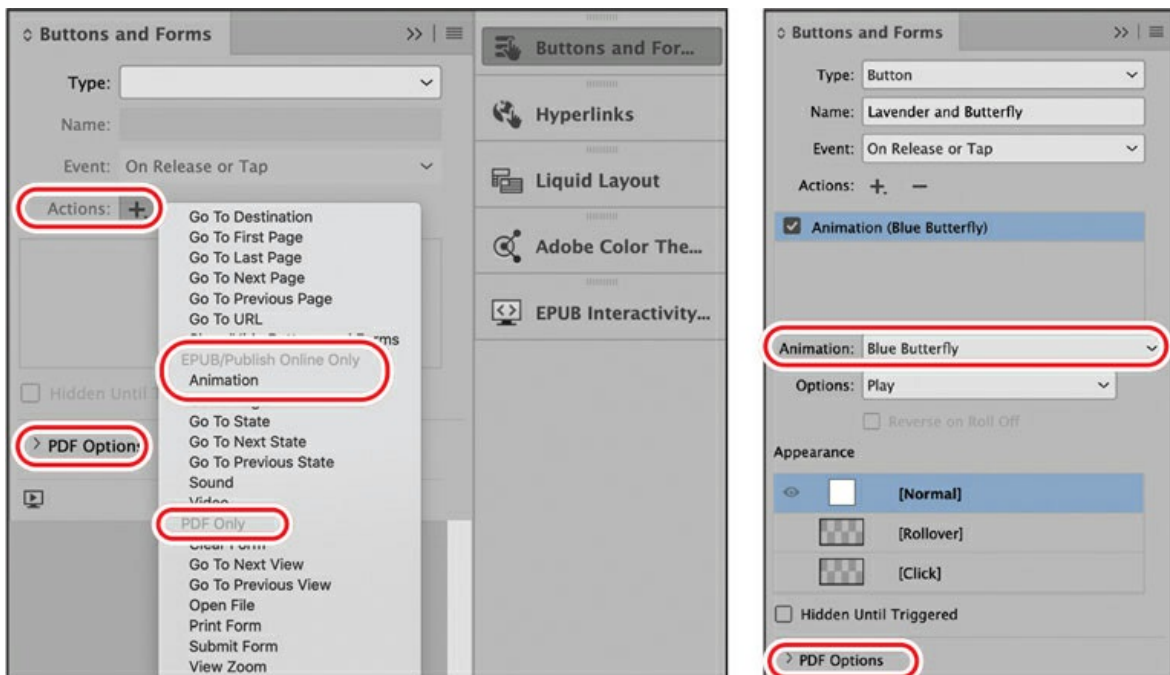 Buttons and Forms
Type:
Name:
Event: On Release or Tap
Actions:
Go To Destination
Go To First Page
Go To Last Page
Go To Next Page
Go To Previous Page
Go To URL
EPUB/Publish Online Only
Animation
Go To State
Go To Next State
Go To Previous State
Sound
Video
PDF Only
Clear Form
Go To Next View
Go To Previous View
Open File
Print Form
Submit Form
View Zoom
Hidden Until
PDF Option
Buttons and For...
Hyperlinks
Liquid Layout
Adobe Color The...
EPUB Interactivity...
Buttons and Forms
Type: Button
Name: Lavender and Butterfly
Event: On Release or Tap
Actions:
Animation (Blue Butterfly)
Animation: Blue Butterfly
Options: Play
Reverse on Roll Off
Appearance
[Normal]
[Rollover]
[Click]
Hidden Until Triggered
PDF Options